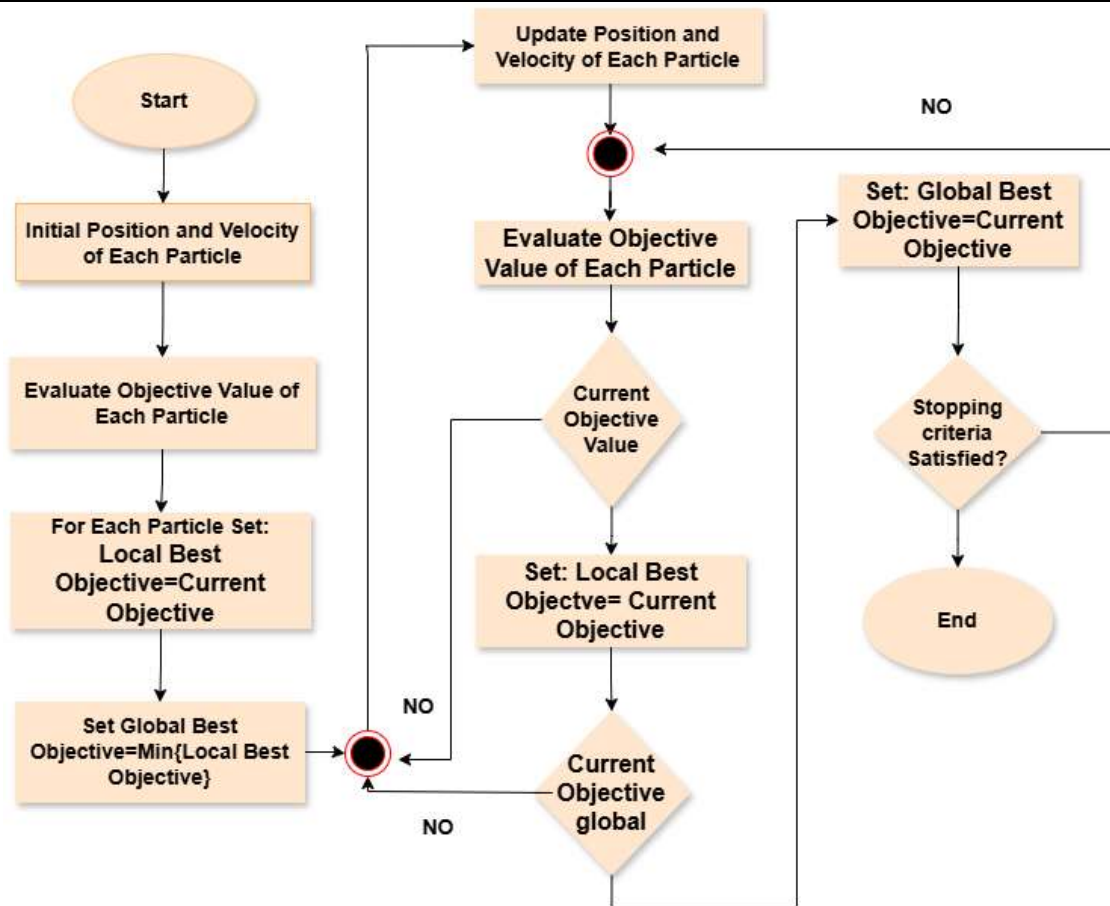 Start
Initial Position and Velocity
of Each Particle
Evaluate Objective Value of
Each Particle
For Each Particle Set:
Local Best
Objective=Current
Objective
Set Global Best
Objective=Min{Local Best
Objective}
Update Position and
Velocity of Each Particle
Evaluate Objective
Value of Each Particle
Current
Objective
Value
NO
Set: Local Best
Objectve= Current
Objective
Current
Objective
global
NO
Set: Global Best
Objective=Current
Objective
Stopping
criteria
Satisfied?
NO
End